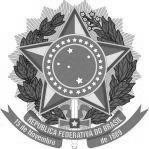 REPÚBLICA FEDERATIVA DO BRASIL
15 de Novembro
de 1889